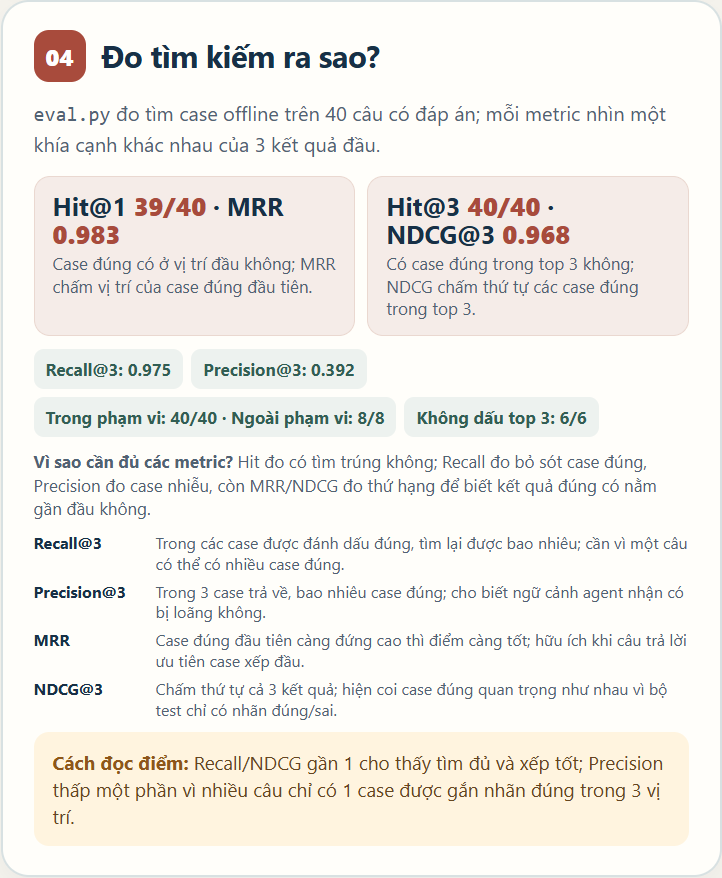 04
Đo tìm kiếm ra sao?
eval.py đo tìm case offline trên 40 câu có đáp án; mỗi metric nhìn một
khía cạnh khác nhau của 3 kết quả đầu.
Hit@1 39/40 · MRR
0.983
Case đúng có ở vị trí đầu không; MRR
chấm vị trí của case đúng đầu tiên.
Hit@3 40/40 ·
NDCG@3 0.968
Có case đúng trong top 3 không;
NDCG chấm thứ tự các case đúng
trong top 3.
Recall@3: 0.975
Precision@3: 0.392
Trong phạm vi: 40/40 · Ngoài phạm vi: 8/8
Không dấu top 3: 6/6
Vì sao cần đủ các metric? Hit đo có tìm trúng không; Recall đo bỏ sót case đúng,
Precision đo case nhiễu, còn MRR/NDCG đo thứ hạng để biết kết quả đúng có nằm
gần đầu không.
Recall@3
Trong các case được đánh dấu đúng, tìm lại được bao nhiêu; cần vì một câu
có thể có nhiều case đúng.
Precision@3
Trong 3 case trả về, bao nhiêu case đúng; cho biết ngữ cảnh agent nhận có
bị loãng không.
MRR
Case đúng đầu tiên càng đứng cao thì điểm càng tốt; hữu ích khi câu trả lời
ưu tiên case xếp đầu.
NDCG@3
Chấm thứ tự cả 3 kết quả; hiện coi case đúng quan trọng như nhau vì bộ
test chỉ có nhãn đúng/sai.
Cách đọc điểm: Recall/NDCG gần 1 cho thấy tìm đủ và xếp tốt; Precision
thấp một phần vì nhiều câu chỉ có 1 case được gắn nhãn đúng trong 3 vị
trí.